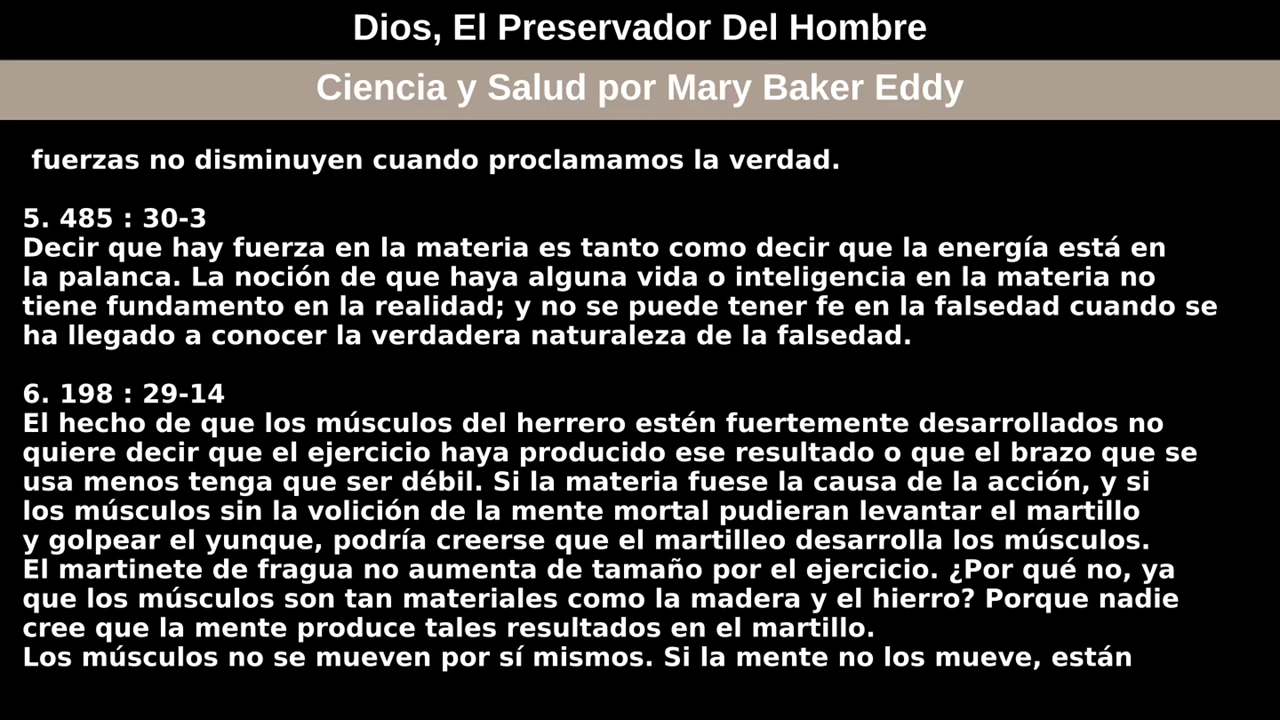 Dios, El Preservador Del Hombre
Ciencia y Salud por Mary Baker Eddy
fuerzas no disminuyen cuando proclamamos la verdad.
5. 485 : 30-3
Decir que hay fuerza en la materia es tanto como decir que la energía está en
la palanca. La noción de que haya alguna vida o inteligencia en la materia no
tiene fundamento en la realidad; y no se puede tener fe en la falsedad cuando se
ha llegado a conocer la verdadera naturaleza de la falsedad.
6. 198 : 29-14
El hecho de que los músculos del herrero estén fuertemente desarrollados no
quiere decir que el ejercicio haya producido ese resultado o que el brazo que se
usa menos tenga que ser débil. Si la materia fuese la causa de la acción, y si
los músculos sin la volición de la mente mortal pudieran levantar el martillo
y golpear el yunque, podría creerse que el martilleo desarrolla los músculos.
El martinete de fragua no aumenta de tamaño por el ejercicio. ¿Por qué no, ya
que los músculos son tan materiales como la madera y el hierro? Porque nadie
cree que la mente produce tales resultados en el martillo.
Los músculos no se mueven por sí mismos. Si la mente no los mueve, están